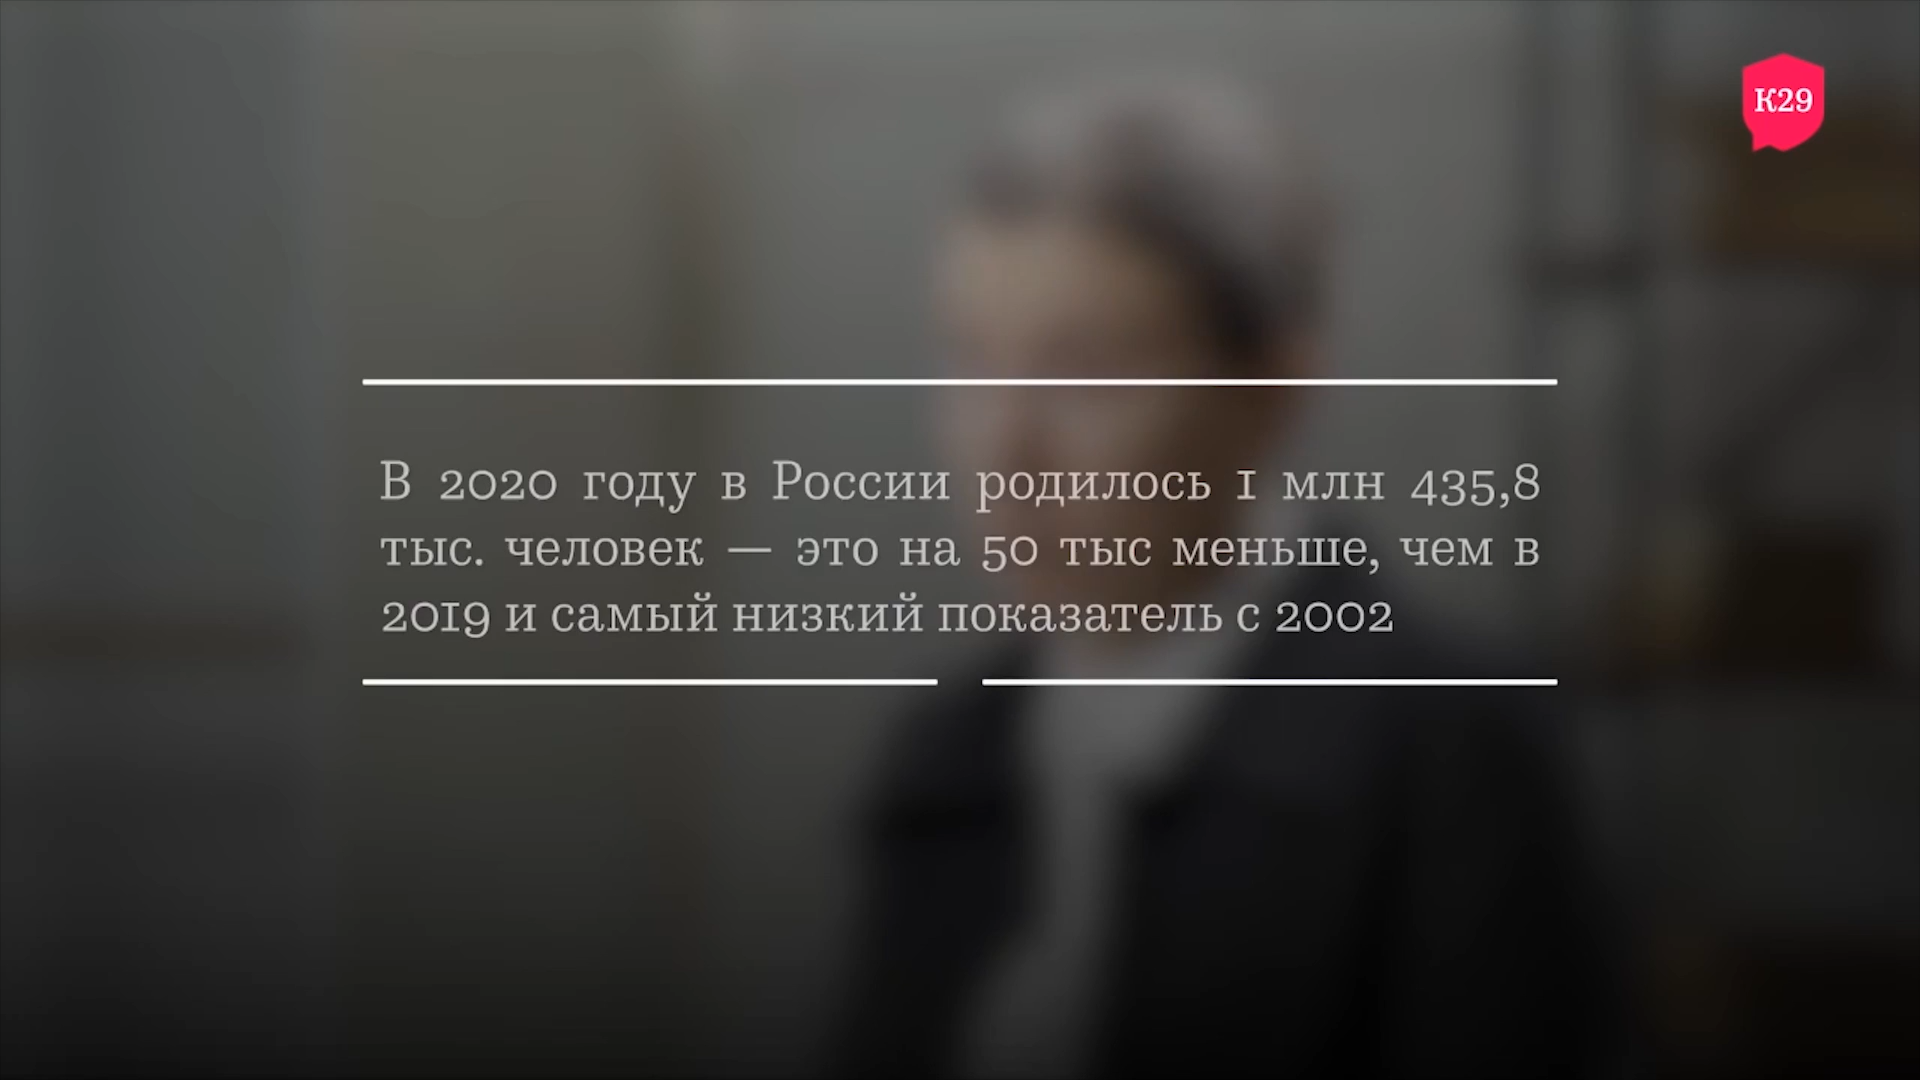 К29
В 2020 году в России родилось 1 млн 435,8
тыс. человек — это на 50 тыс меньше, чем в
2019 и самый низкий показатель с 2002